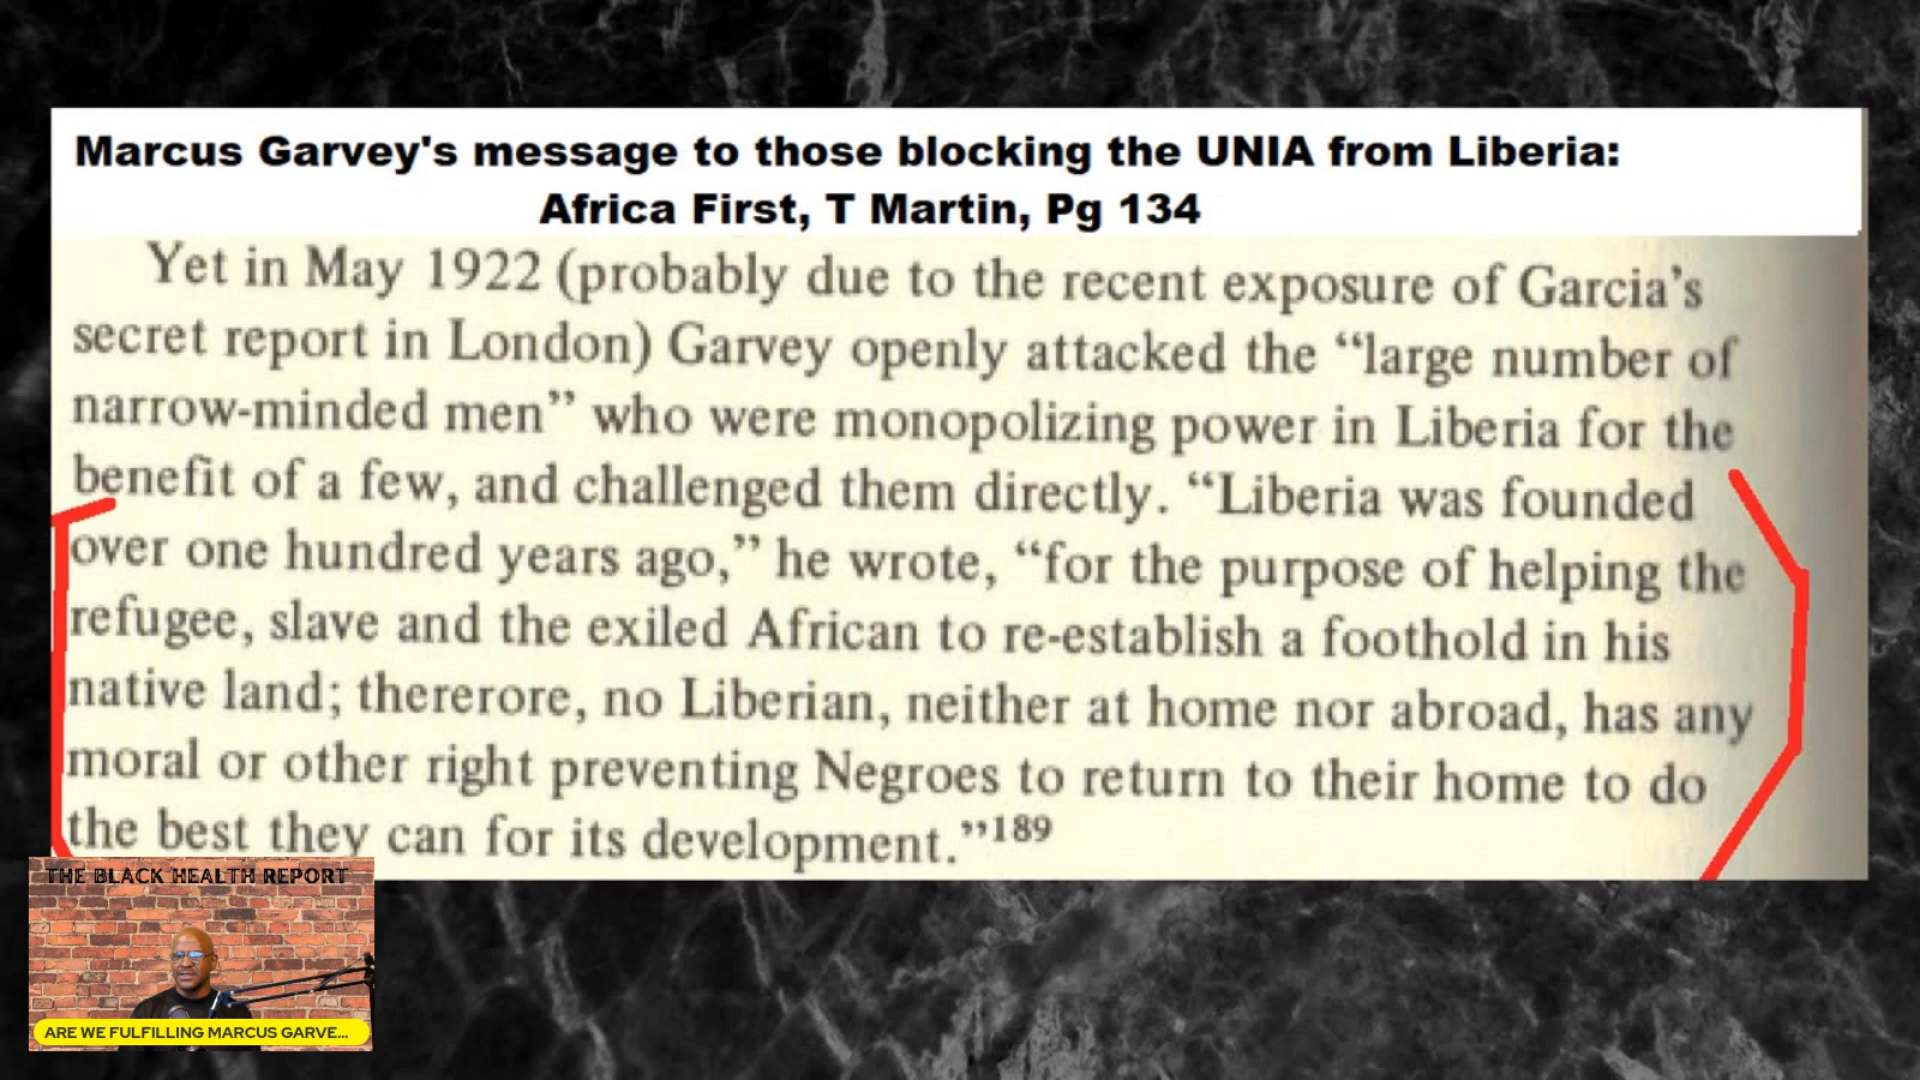 Marcus Garvey's message to those blocking the UNIA from Liberia:
Africa First, T Martin, Pg 134
Yet in May 1922 (probably due to the recent exposure of Garcia's
secret report in London) Garvey openly attacked the “large number of
narrow-minded men” who were monopolizing power in Liberia for the
benefit of a few, and challenged them directly. “Liberia was founded
over one hundred years ago,” he wrote, “for the purpose of helping the
refugee, slave and the exiled African to re-establish a foothold in his
native land; thererore, no Liberian, neither at home nor abroad, has any
moral or other right preventing Negroes to return to their home to do
the best they can for its development.”189
THE BLACK HEALTH REPORT
ARE WE FULFILLING MARCUS GARVE...